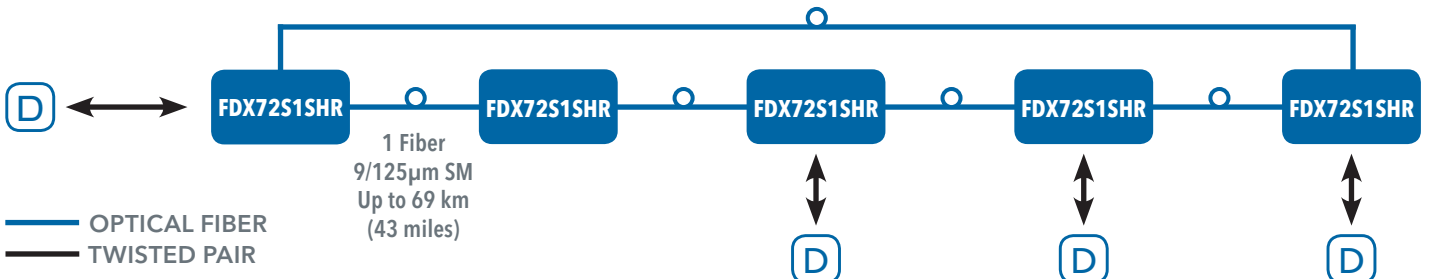 D
FDX72S1SHR
FDX72S1SHR
FDX72S1SHR
FDX72S1SHR
FDX72S1SHR
1 Fiber
9/125µm SM
Up to 69 km
(43 miles)
OPTICAL FIBER
TWISTED PAIR
D
D
D